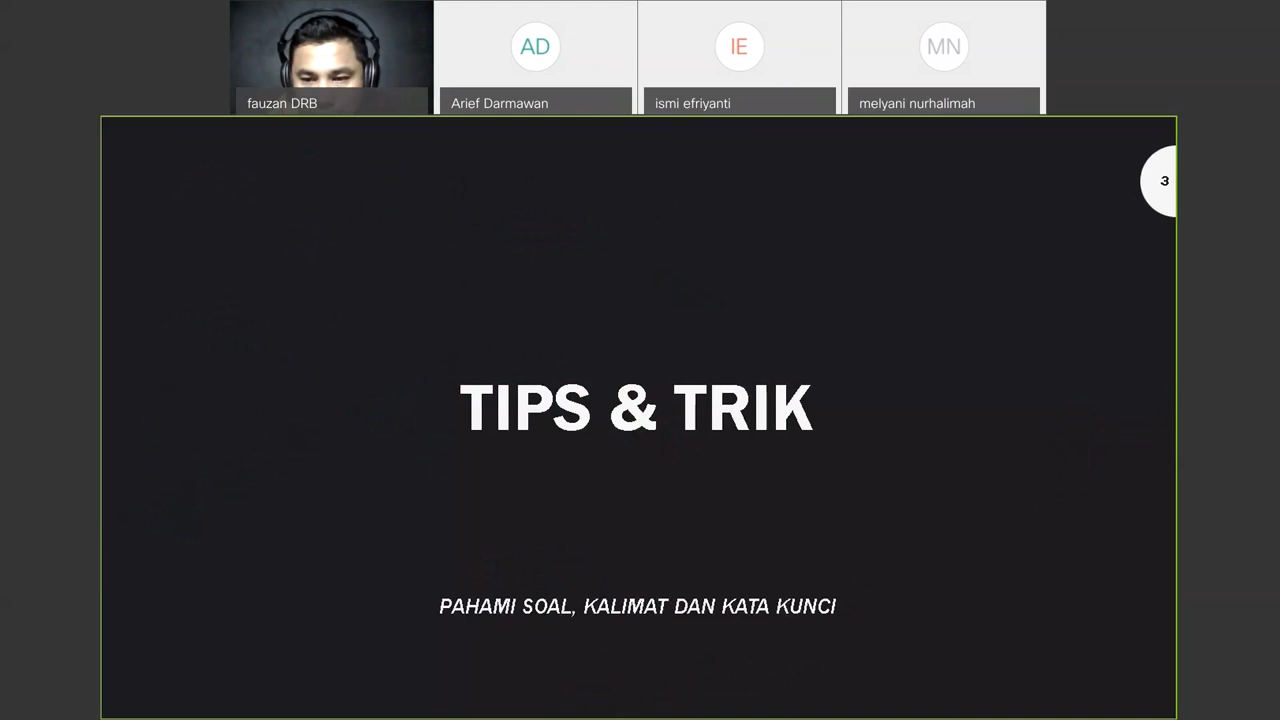 AD
IE
MN
fauzan DRB
Arief Darmawan
ismi efriyanti
melyani nurhalimah
3
TIPS & TRIK
PAHAMI SOAL, KALIMAT DAN KATA KUNCI